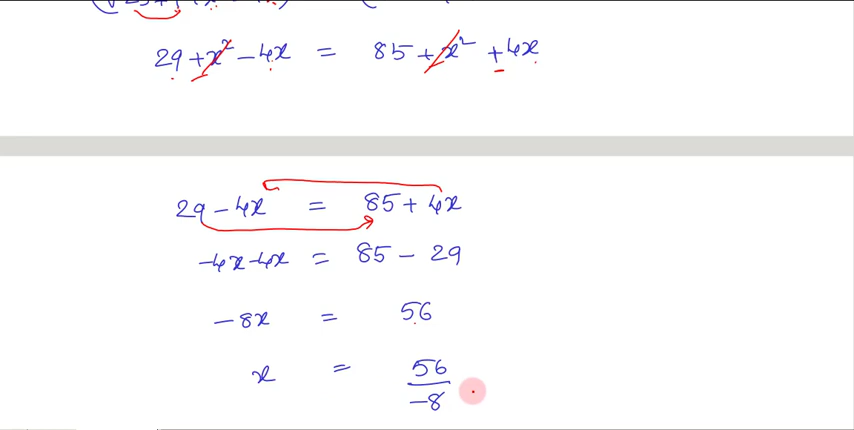 29 + x² - 4x = 85 + x² + 4x
29 - 4x = 85 + 4x
-4x - 4x = 85 - 29
-8x = 56
x = 56/-8